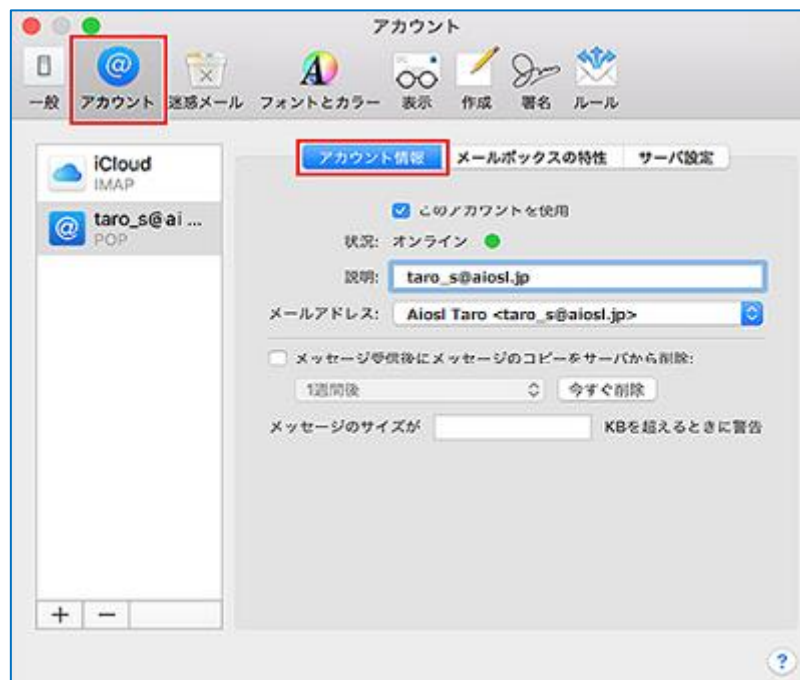 アカウント
一般 アカウント 迷惑メール フォントとカラー 表示 作成 署名 ルール
アカウント情報 メールボックスの特性 サーバ設定
iCloud
IMAP
taro_s@ai ...
POP
このアカウントを使用
状況: オンライン
説明: taro_s@aiosl.jp
メールアドレス: Aiosl Taro <taro_s@aiosl.jp>
メッセージ受信後にメッセージのコピーをサーバから削除:
1週間後 今すぐ削除
メッセージのサイズが KBを超えるときに警告
+ −
?